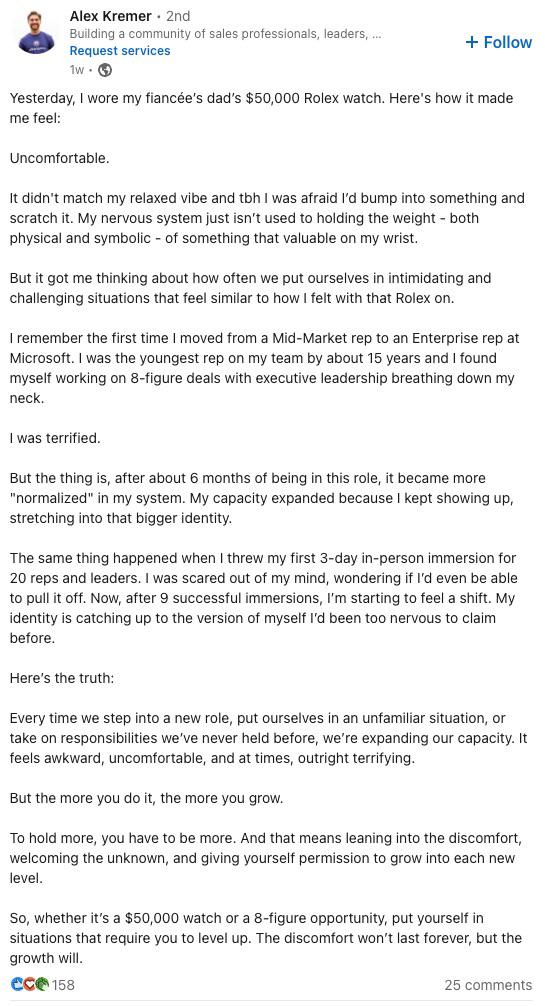 Alex Kremer • 2nd
Building a community of sales professionals, leaders, ...
Request services
+ Follow
1w •
Yesterday, I wore my fiancée's dad's $50,000 Rolex watch. Here's how it made
me feel:
Uncomfortable.
It didn't match my relaxed vibe and tbh I was afraid I'd bump into something and
scratch it. My nervous system just isn't used to holding the weight - both
physical and symbolic - of something that valuable on my wrist.
But it got me thinking about how often we put ourselves in intimidating and
challenging situations that feel similar to how I felt with that Rolex on.
I remember the first time I moved from a Mid-Market rep to an Enterprise rep at
Microsoft. I was the youngest rep on my team by about 15 years and I found
myself working on 8-figure deals with executive leadership breathing down my
neck.
I was terrified.
But the thing is, after about 6 months of being in this role, it became more
"normalized" in my system. My capacity expanded because I kept showing up,
stretching into that bigger identity.
The same thing happened when I threw my first 3-day in-person immersion for
20 reps and leaders. I was scared out of my mind, wondering if I'd even be able
to pull it off. Now, after 9 successful immersions, I'm starting to feel a shift. My
identity is catching up to the version of myself I'd been too nervous to claim
before.
Here's the truth:
Every time we step into a new role, put ourselves in an unfamiliar situation, or
take on responsibilities we've never held before, we're expanding our capacity. It
feels awkward, uncomfortable, and at times, outright terrifying.
But the more you do it, the more you grow.
To hold more, you have to be more. And that means leaning into the discomfort,
welcoming the unknown, and giving yourself permission to grow into each new
level.
So, whether it's a $50,000 watch or a 8-figure opportunity, put yourself in
situations that require you to level up. The discomfort won't last forever, but the
growth will.
158
25 comments